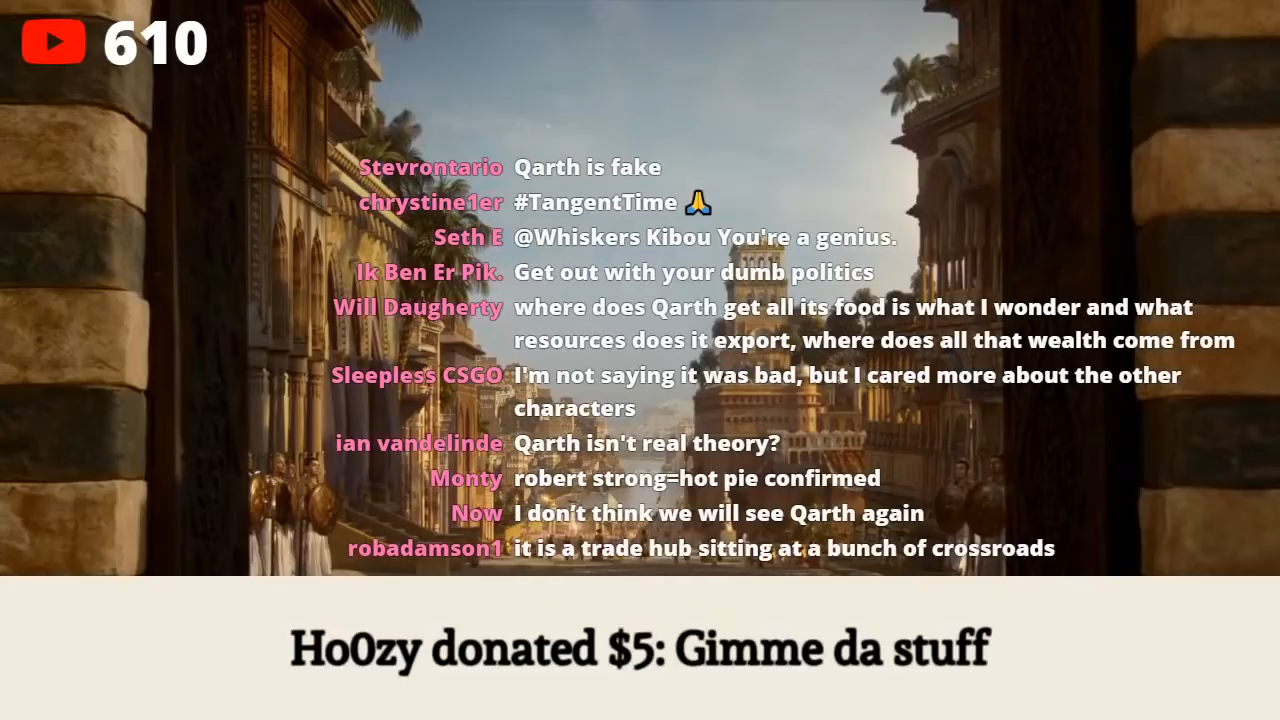 610
Stevrontario Qarth is fake
chrystine1er #TangentTime 🙏
Seth E @Whiskers Kibou You're a genius.
Ik Ben Er Pik. Get out with your dumb politics
Will Daugherty where does Qarth get all its food is what I wonder and what
resources does it export, where does all that wealth come from
Sleepless CSGO I'm not saying it was bad, but I cared more about the other
characters
ian vandelinde Qarth isn't real theory?
Monty robert strong=hot pie confirmed
Now I don’t think we will see Qarth again
robadamson1 it is a trade hub sitting at a bunch of crossroads
Ho0zy donated $5: Gimme da stuff